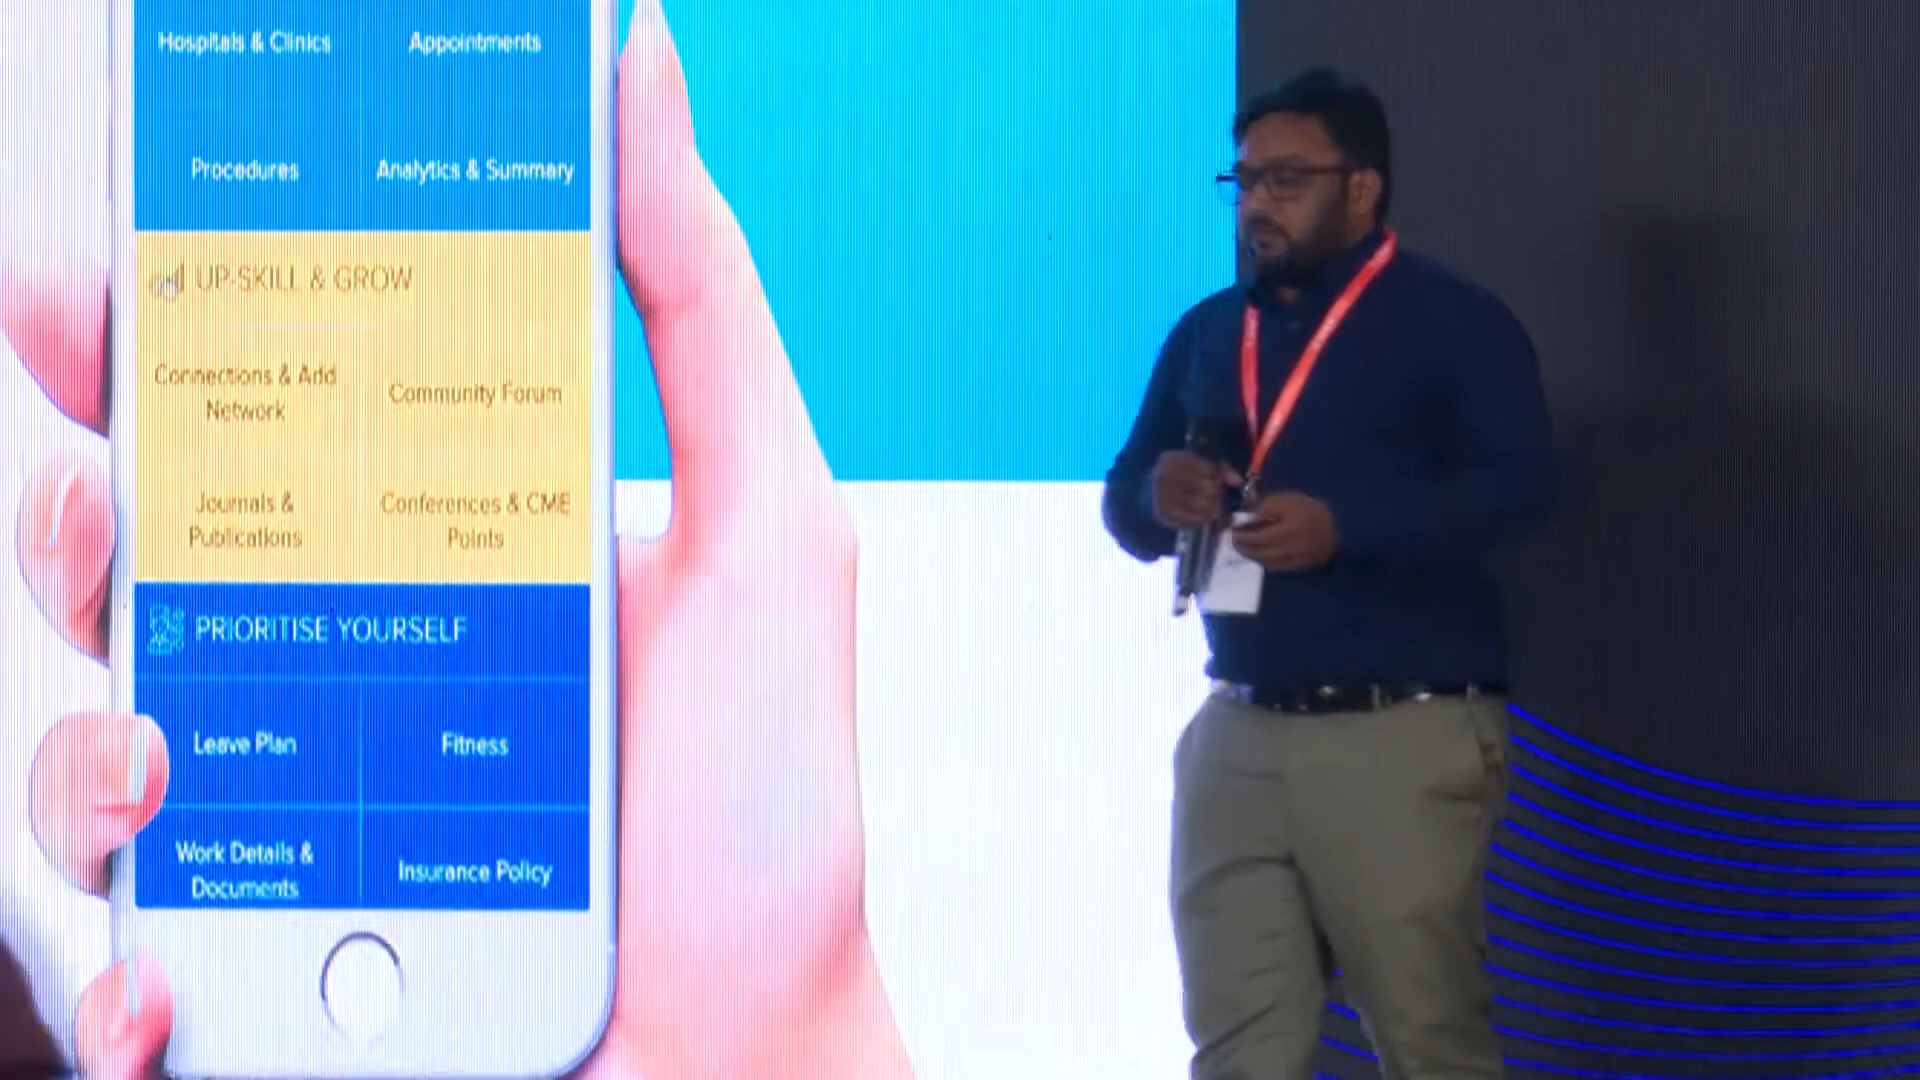 Hospitals & Clinics
Appointments
Procedures
Analytics & Summary
UP-SKILL & GROW
Connections & Add
Network
Community Forum
Journals &
Publications
Conferences & CME
Points
PRIORITISE YOURSELF
Leave Plan
Fitness
Work Details &
Documents
Insurance Policy